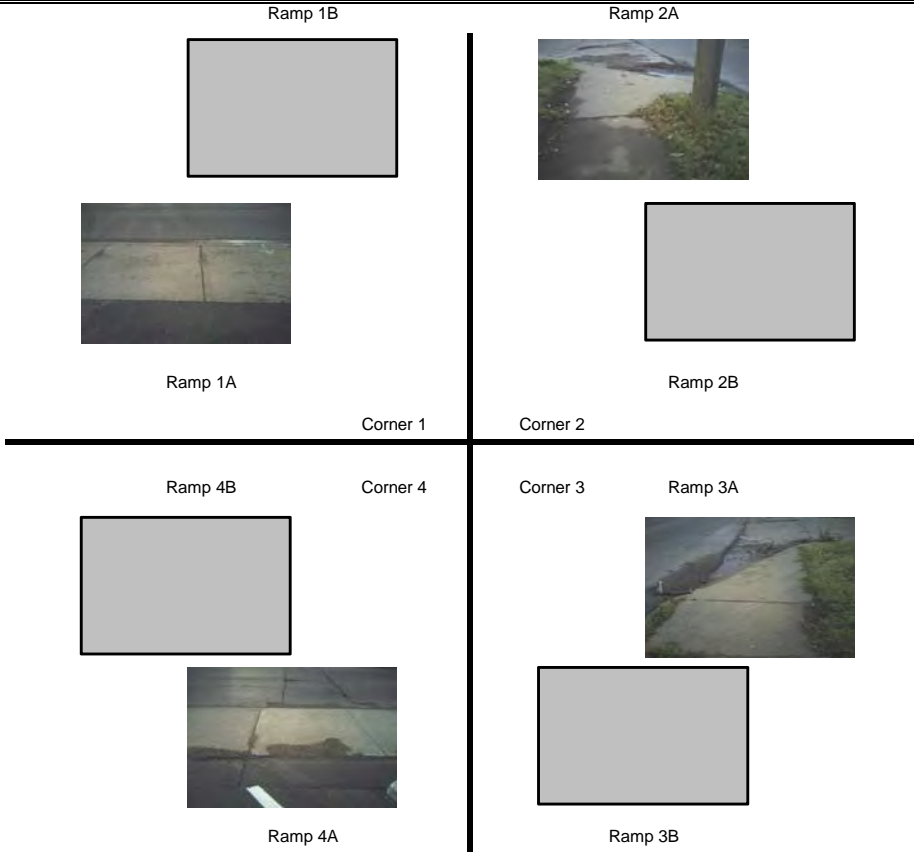 Ramp 1B
Ramp 2A
Ramp 1A
Ramp 2B
Corner 1
Corner 2
Ramp 4B
Corner 4
Corner 3
Ramp 3A
Ramp 4A
Ramp 3B